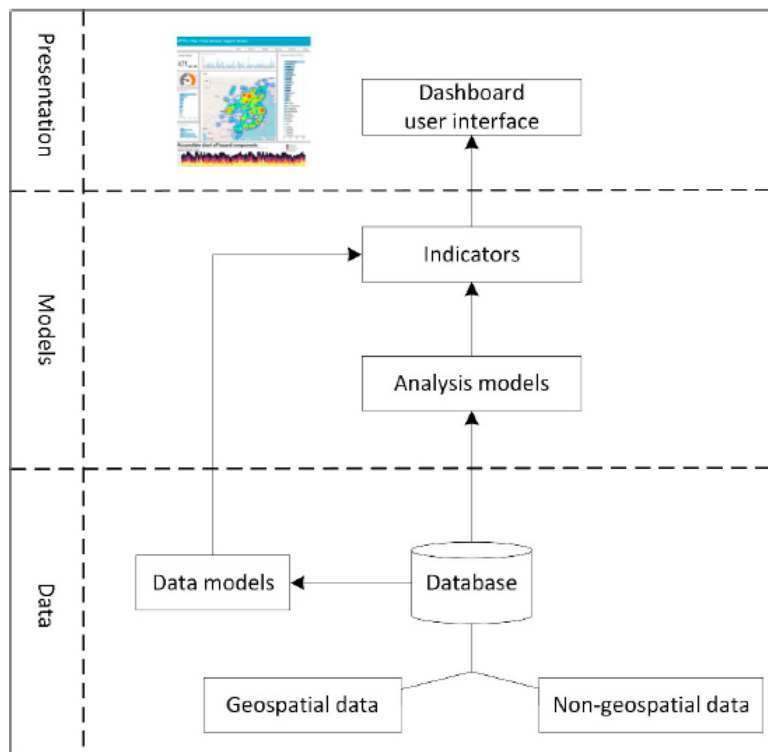 Presentation
Dashboard
user interface
Models
Indicators
Analysis models
Data
Data models
Database
Geospatial data
Non-geospatial data